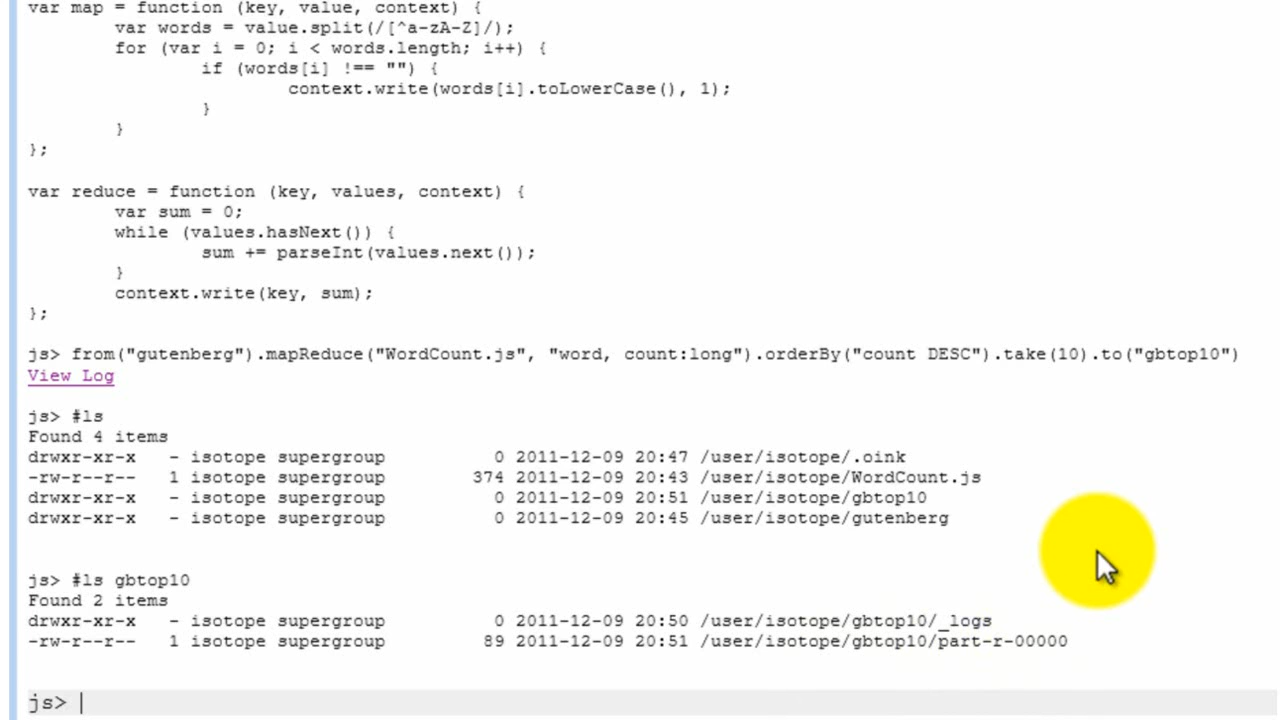 var map = function (key, value, context) {
        var words = value.split(/[^a-zA-Z]/);
        for (var i = 0; i < words.length; i++) {
                if (words[i] !== "") {
                        context.write(words[i].toLowerCase(), 1);
                }
        }
};
var reduce = function (key, values, context) {
        var sum = 0;
        while (values.hasNext()) {
                sum += parseInt(values.next());
        }
        context.write(key, sum);
};
js> from("gutenberg").mapReduce("WordCount.js", "word, count:long").orderBy("count DESC").take(10).to("gbtop10")
View Log
js> #ls
Found 4 items
drwxr-xr-x   - isotope supergroup          0 2011-12-09 20:47 /user/isotope/.oink
-rw-r--r--   1 isotope supergroup        374 2011-12-09 20:43 /user/isotope/WordCount.js
drwxr-xr-x   - isotope supergroup          0 2011-12-09 20:51 /user/isotope/gbtop10
drwxr-xr-x   - isotope supergroup          0 2011-12-09 20:45 /user/isotope/gutenberg
js> #ls gbtop10
Found 2 items
drwxr-xr-x   - isotope supergroup          0 2011-12-09 20:50 /user/isotope/gbtop10/_logs
-rw-r--r--   1 isotope supergroup         89 2011-12-09 20:51 /user/isotope/gbtop10/part-r-00000
js>